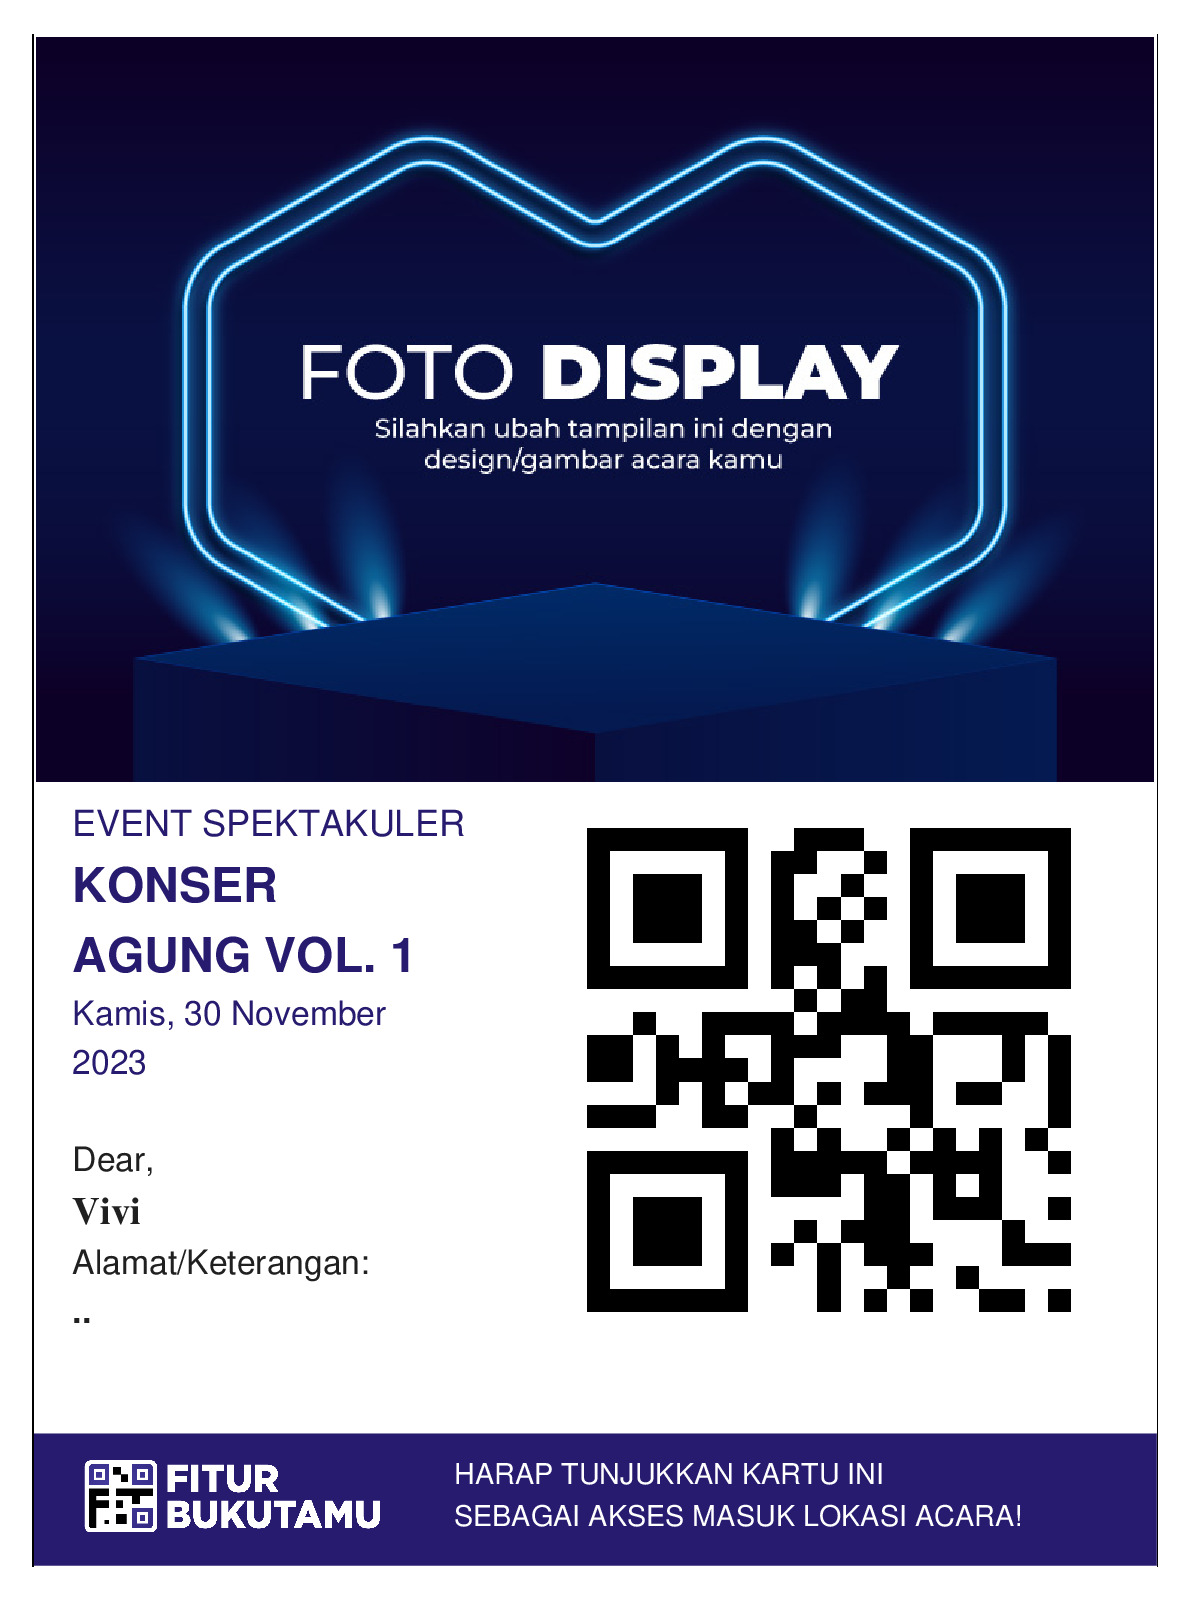 FOTO DISPLAY
Silahkan ubah tampilan ini dengan
design/gambar acara kamu
EVENT SPEKTAKULER
KONSER
AGUNG VOL. 1
Kamis, 30 November
2023
Dear,
Vivi
Alamat/Keterangan:
..
FITUR
BUKUTAMU
HARAP TUNJUKKAN KARTU INI
SEBAGAI AKSES MASUK LOKASI ACARA!